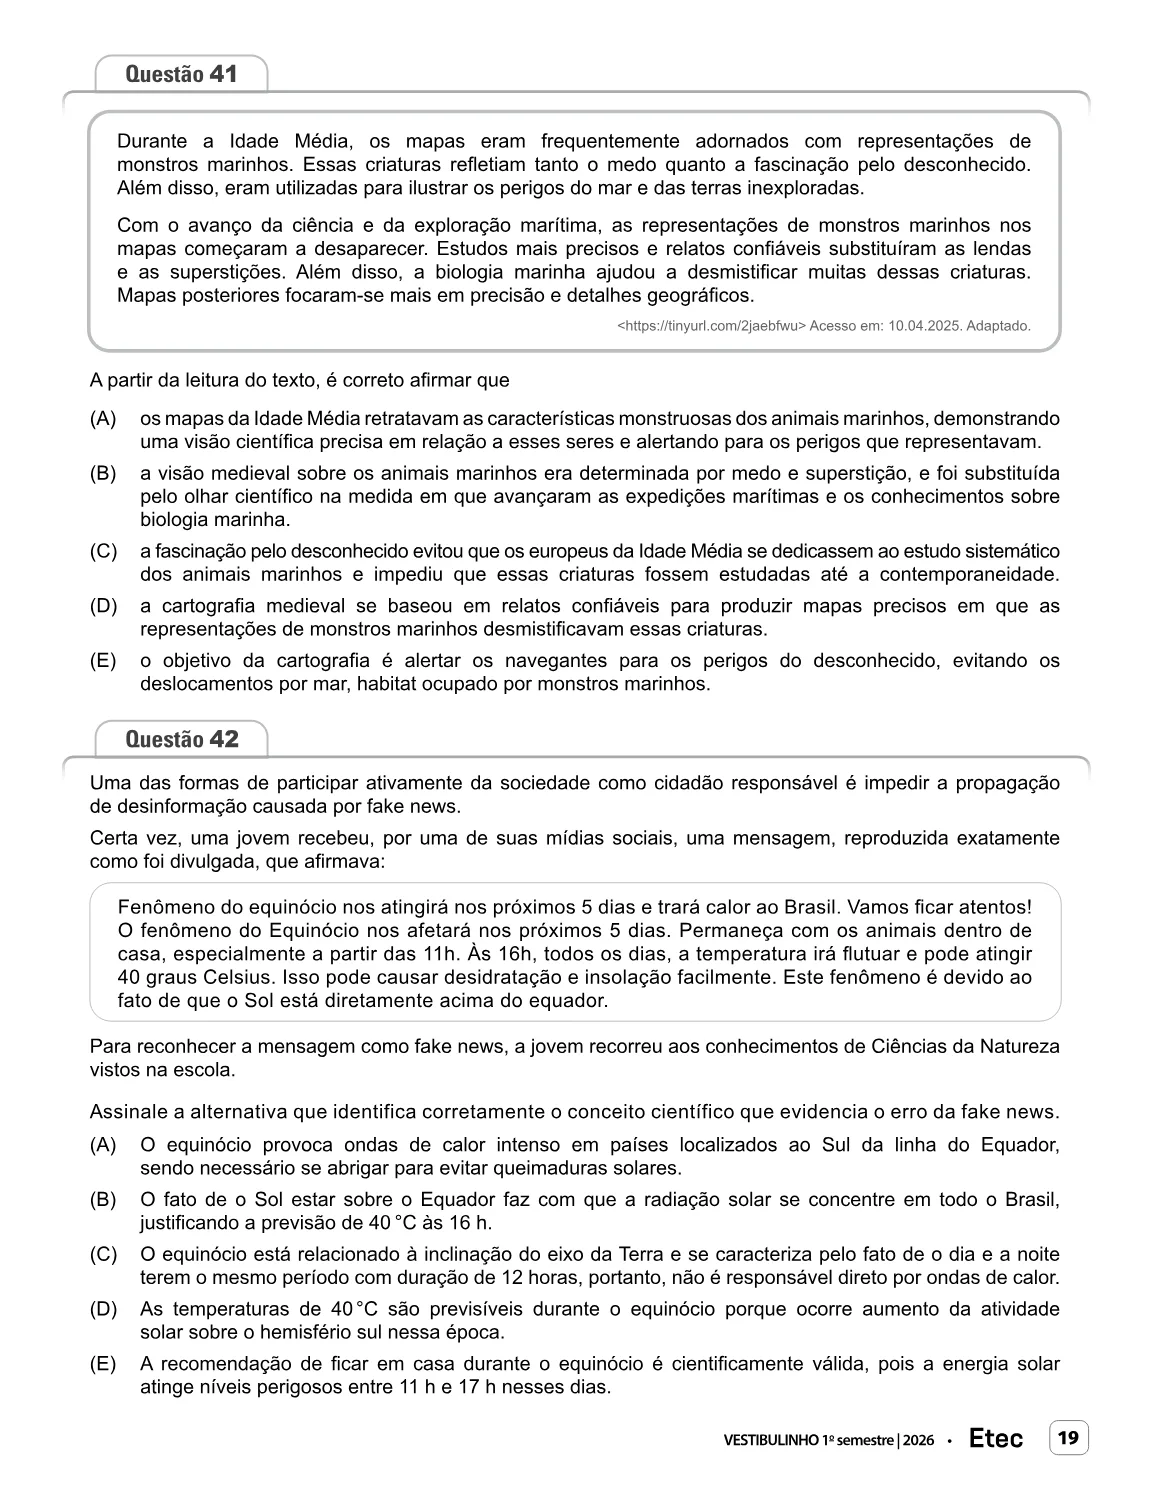 Questão 41
Durante a Idade Média, os mapas eram frequentemente adornados com representações de
monstros marinhos. Essas criaturas refletiam tanto o medo quanto a fascinação pelo desconhecido.
Além disso, eram utilizadas para ilustrar os perigos do mar e das terras inexploradas.
Com o avanço da ciência e da exploração marítima, as representações de monstros marinhos nos
mapas começaram a desaparecer. Estudos mais precisos e relatos confiáveis substituíram as lendas
e as superstições. Além disso, a biologia marinha ajudou a desmistificar muitas dessas criaturas.
Mapas posteriores focaram-se mais em precisão e detalhes geográficos.
<https://tinyurl.com/2jaebfwu> Acesso em: 10.04.2025. Adaptado.
A partir da leitura do texto, é correto afirmar que
(A) os mapas da Idade Média retratavam as características monstruosas dos animais marinhos, demonstrando
uma visão científica precisa em relação a esses seres e alertando para os perigos que representavam.
(B) a visão medieval sobre os animais marinhos era determinada por medo e superstição, e foi substituída
pelo olhar científico na medida em que avançaram as expedições marítimas e os conhecimentos sobre
biologia marinha.
(C) a fascinação pelo desconhecido evitou que os europeus da Idade Média se dedicassem ao estudo sistemático
dos animais marinhos e impediu que essas criaturas fossem estudadas até a contemporaneidade.
(D) a cartografia medieval se baseou em relatos confiáveis para produzir mapas precisos em que as
representações de monstros marinhos desmistificavam essas criaturas.
(E) o objetivo da cartografia é alertar os navegantes para os perigos do desconhecido, evitando os
deslocamentos por mar, habitat ocupado por monstros marinhos.
Questão 42
Uma das formas de participar ativamente da sociedade como cidadão responsável é impedir a propagação
de desinformação causada por fake news.
Certa vez, uma jovem recebeu, por uma de suas mídias sociais, uma mensagem, reproduzida exatamente
como foi divulgada, que afirmava:
Fenômeno do equinócio nos atingirá nos próximos 5 dias e trará calor ao Brasil. Vamos ficar atentos!
O fenômeno do Equinócio nos afetará nos próximos 5 dias. Permaneça com os animais dentro de
casa, especialmente a partir das 11h. Às 16h, todos os dias, a temperatura irá flutuar e pode atingir
40 graus Celsius. Isso pode causar desidratação e insolação facilmente. Este fenômeno é devido ao
fato de que o Sol está diretamente acima do equador.
Para reconhecer a mensagem como fake news, a jovem recorreu aos conhecimentos de Ciências da Natureza
vistos na escola.
Assinale a alternativa que identifica corretamente o conceito científico que evidencia o erro da fake news.
(A) O equinócio provoca ondas de calor intenso em países localizados ao Sul da linha do Equador,
sendo necessário se abrigar para evitar queimaduras solares.
(B) O fato de o Sol estar sobre o Equador faz com que a radiação solar se concentre em todo o Brasil,
justificando a previsão de 40 °C às 16 h.
(C) O equinócio está relacionado à inclinação do eixo da Terra e se caracteriza pelo fato de o dia e a noite
terem o mesmo período com duração de 12 horas, portanto, não é responsável direto por ondas de calor.
(D) As temperaturas de 40 °C são previsíveis durante o equinócio porque ocorre aumento da atividade
solar sobre o hemisfério sul nessa época.
(E) A recomendação de ficar em casa durante o equinócio é cientificamente válida, pois a energia solar
atinge níveis perigosos entre 11 h e 17 h nesses dias.
VESTIBULINHO 1º semestre | 2026 • Etec 19